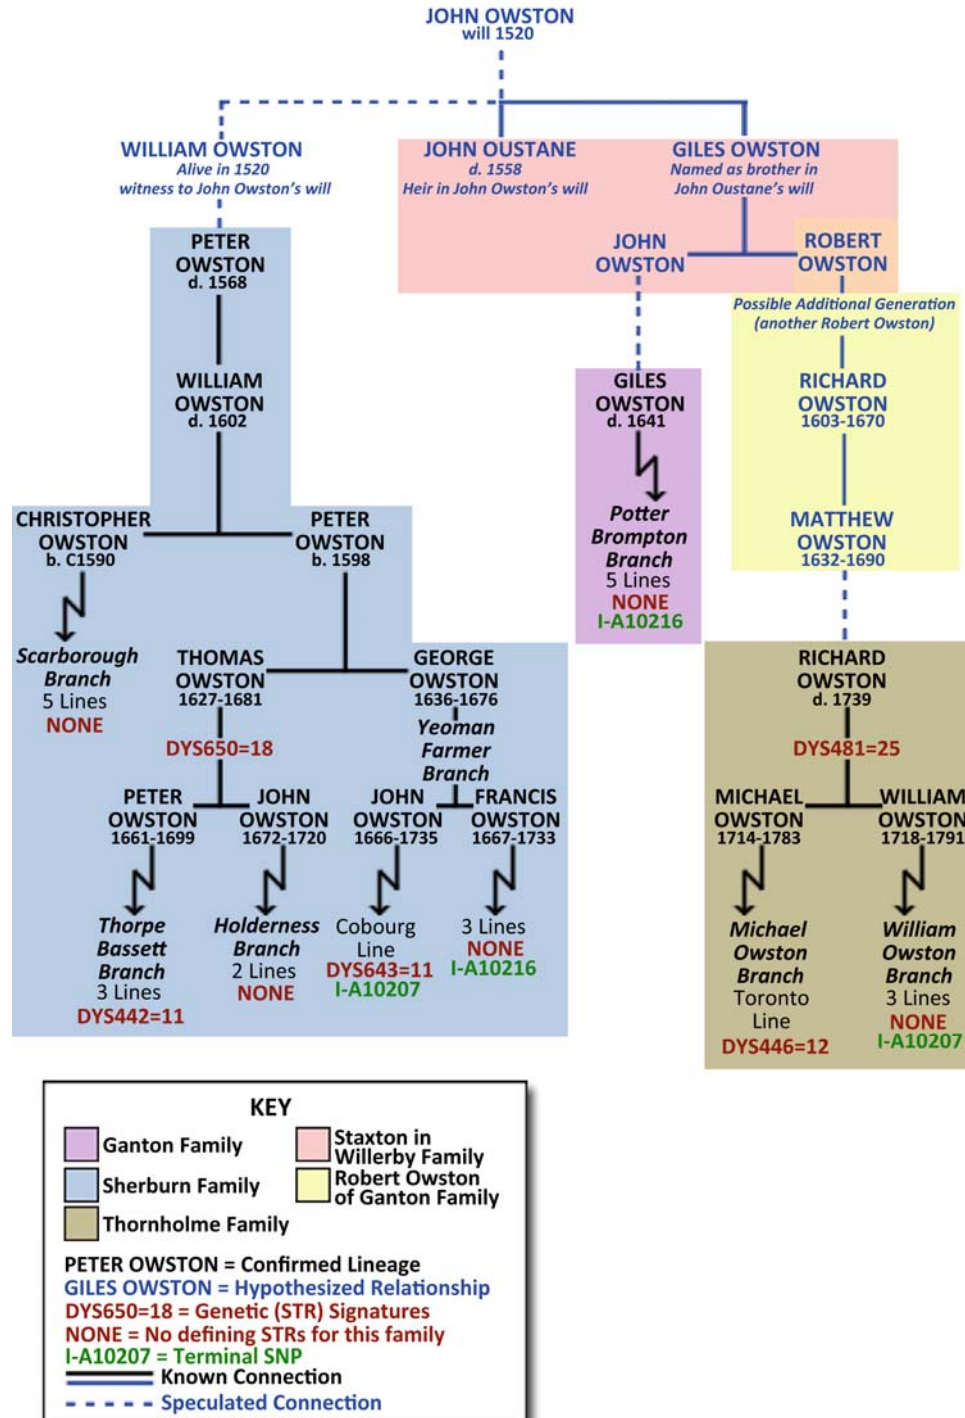 JOHN OWSTON
will 1520
WILLIAM OWSTON
Alive in 1520
witness to John Owston's will
JOHN OUSTANE
d. 1558
Heir in John Owston's will
GILES OWSTON
Named as brother in
John Oustane's will
PETER
OWSTON
d. 1568
JOHN
OWSTON
ROBERT
OWSTON
Possible Additional Generation
(another Robert Owston)
WILLIAM
OWSTON
d. 1602
GILES
OWSTON
d. 1641
RICHARD
OWSTON
1603-1670
CHRISTOPHER
OWSTON
b. C1590
PETER
OWSTON
b. 1598
Potter
Brompton
Branch
5 Lines
NONE
I-A10216
MATTHEW
OWSTON
1632-1690
Scarborough
Branch
5 Lines
NONE
THOMAS
OWSTON
1627-1681
GEORGE
OWSTON
1636-1676
Yeoman
Farmer
Branch
RICHARD
OWSTON
d. 1739
DYS650=18
DYS481=25
PETER
OWSTON
1661-1699
JOHN
OWSTON
1672-1720
JOHN
OWSTON
1666-1735
FRANCIS
OWSTON
1667-1733
MICHAEL
OWSTON
1714-1783
WILLIAM
OWSTON
1718-1791
Thorpe
Bassett
Branch
3 Lines
DYS442=11
Holderness
Branch
2 Lines
NONE
Cobourg
Line
DYS643=11
I-A10207
3 Lines
NONE
I-A10216
Michael
Owston
Branch
Toronto
Line
DYS446=12
William
Owston
Branch
3 Lines
NONE
I-A10207
KEY
Ganton Family
Sherburn Family
Thornholme Family
Staxton in
Willerby Family
Robert Owston
of Ganton Family
PETER OWSTON = Confirmed Lineage
GILES OWSTON = Hypothesized Relationship
DYS650=18 = Genetic (STR) Signatures
NONE = No defining STRs for this family
I-A10207 = Terminal SNP
Known Connection
Speculated Connection